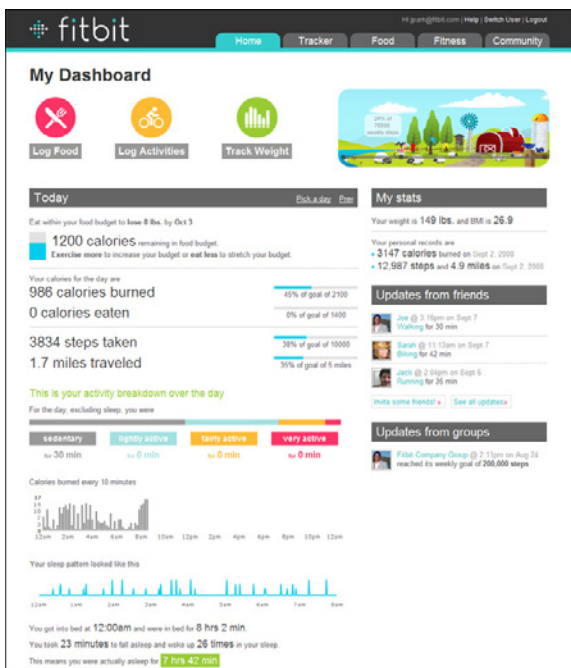 fitbit
Hi jpark@fitbit.com | Help | Switch User | Logout
Home Tracker Food Fitness Community
My Dashboard
Log Food Log Activities Track Weight
weekly steps
Today Pick a day Prev
Eat within your food budget to lose 8 lbs. by Oct 3
1200 calories remaining in food budget.
Exercise more to increase your budget or eat less to stretch your budget.
Your calories for the day are
986 calories burned 45% of goal of 2100
0 calories eaten 0% of goal of 1400
3834 steps taken 38% of goal of 10000
1.7 miles traveled 35% of goal of 5 miles
This is your activity breakdown over the day
For the day, excluding sleep, you were
sedentary lightly active fairly active very active
for 30 min for 0 min for 0 min for 0 min
Calories burned every 10 minutes
17
14
12am 2am 4am 6am 8am 10am 12pm 2pm 4pm 6pm 8pm 10pm 12am
Your sleep pattern looked like this
12am 1am 2am 3am 4am 5am 6am 7am 8am
You got into bed at 12:00am and were in bed for 8 hrs 2 min.
You took 23 minutes to fall asleep and woke up 26 times in your sleep.
This means you were actually asleep for 7 hrs 42 min
My stats
Your weight is 149 lbs. and BMI is 26.9
Your personal records are
3147 calories burned on Sept 2, 2008
12,987 steps and 4.9 miles on Sept 2, 2008
Updates from friends
Joe @ 3:16pm on Sept 7
Walking for 30 min
Sarah @ 11:13am on Sept 7
Biking for 42 min
Jack @ 2:04pm on Sept 6
Running for 35 min
Invite some friends! See all updates
Updates from groups
Fitbit Company Group @ 2:11pm on Aug 24
reached its weekly goal of 200,000 steps